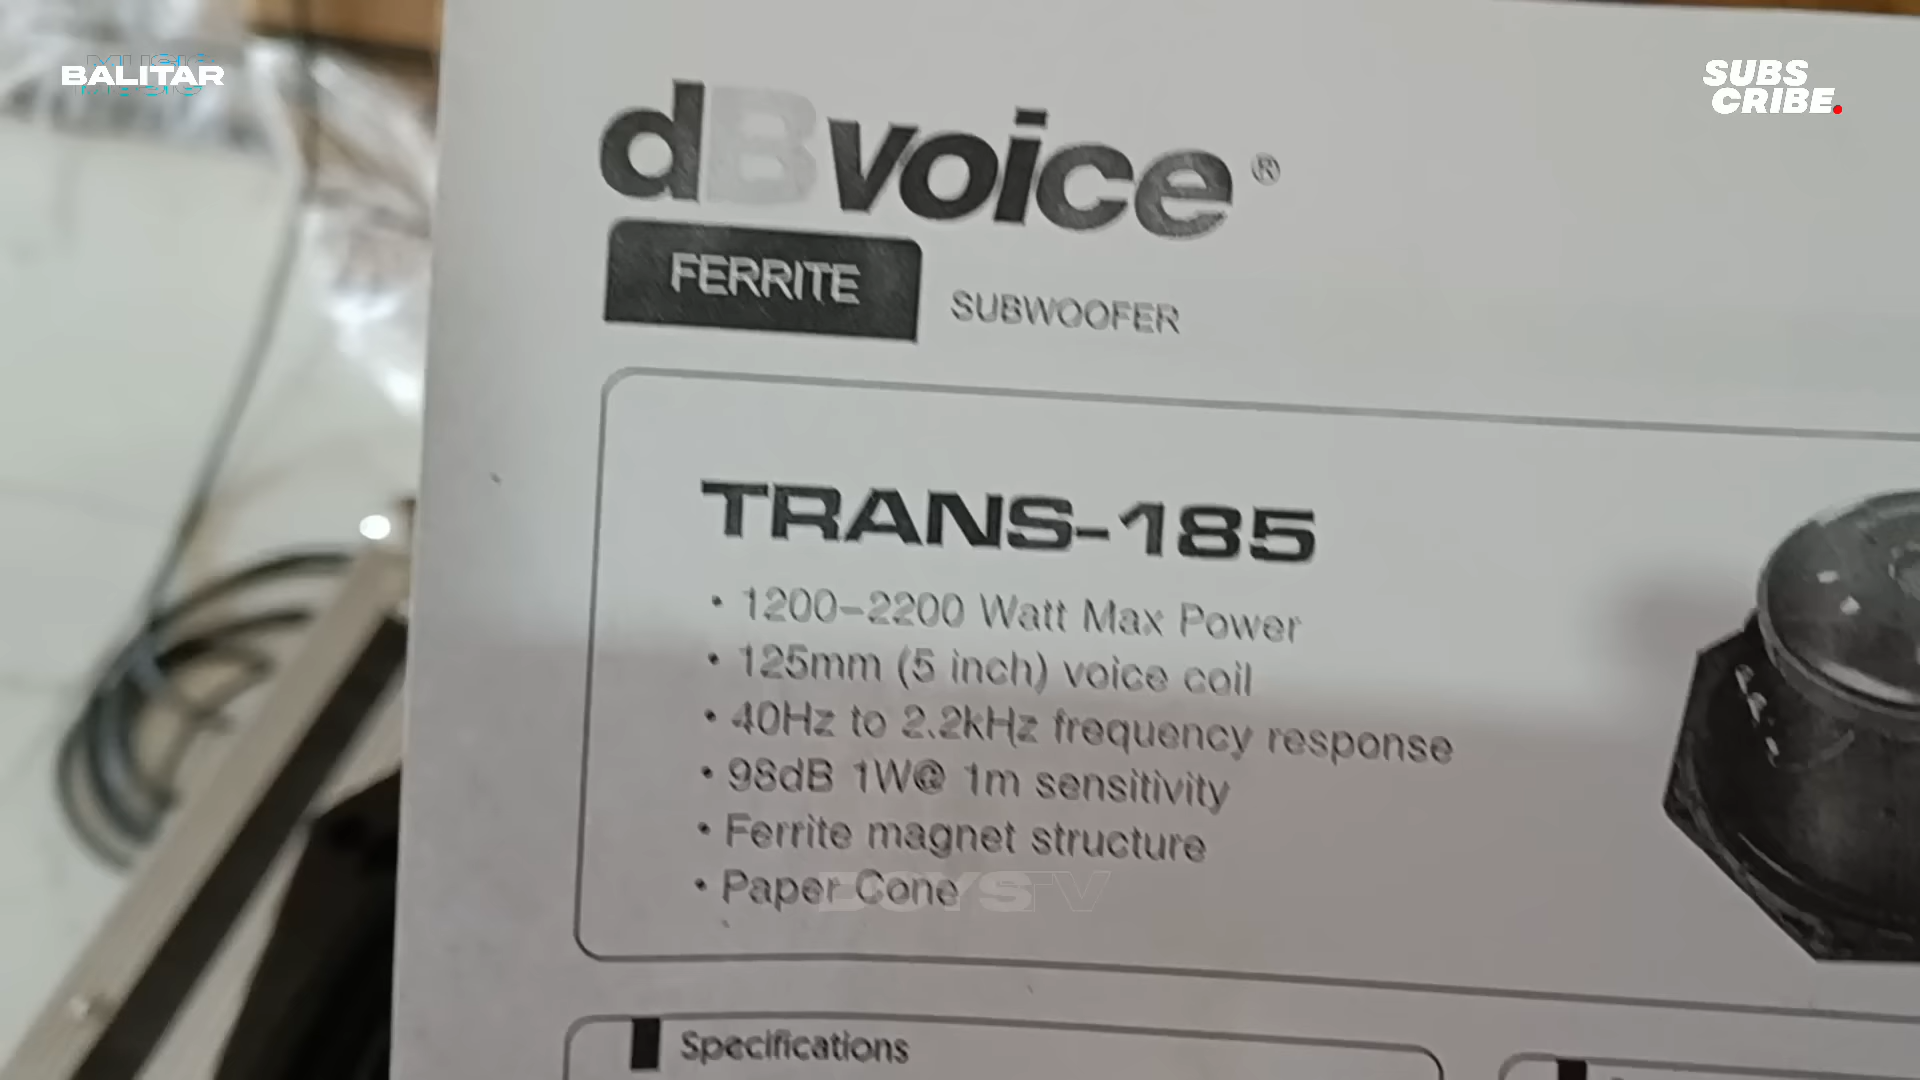 MUSIC
BALITAR
SUBS
CRIBE.
dBvoice®
FERRITE
SUBWOOFER
TRANS-185
• 1200-2200 Watt Max Power
• 125mm (5 inch) voice coil
• 40Hz to 2.2kHz frequency response
• 98dB 1W@ 1m sensitivity
• Ferrite magnet structure
• Paper Cone
Specifications